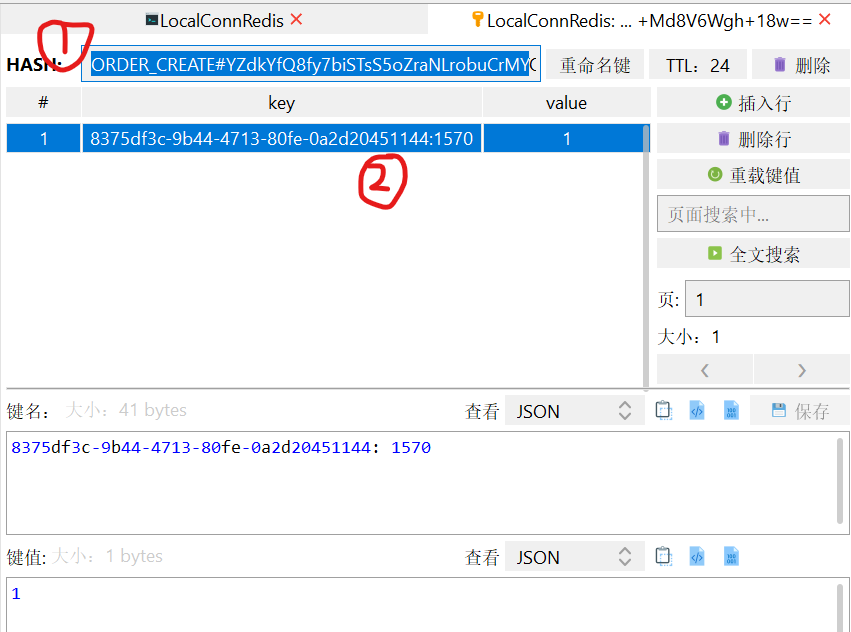 LocalConnRedis
LocalConnRedis: ... +Md8V6Wgh+18w==
1
HASH:
ORDER_CREATE#YZdkYfQ8fy7biSTsS5oZraNLrobuCrMYC
重命名键
TTL: 24
删除
# key value
插入行
1 8375df3c-9b44-4713-80fe-0a2d20451144:1570 1
删除行
2
重载键值
页面搜索中...
全文搜索
页: 1
大小: 1
键名: 大小: 41 bytes
查看 JSON
保存
8375df3c-9b44-4713-80fe-0a2d20451144: 1570
键值: 大小: 1 bytes
查看 JSON
1